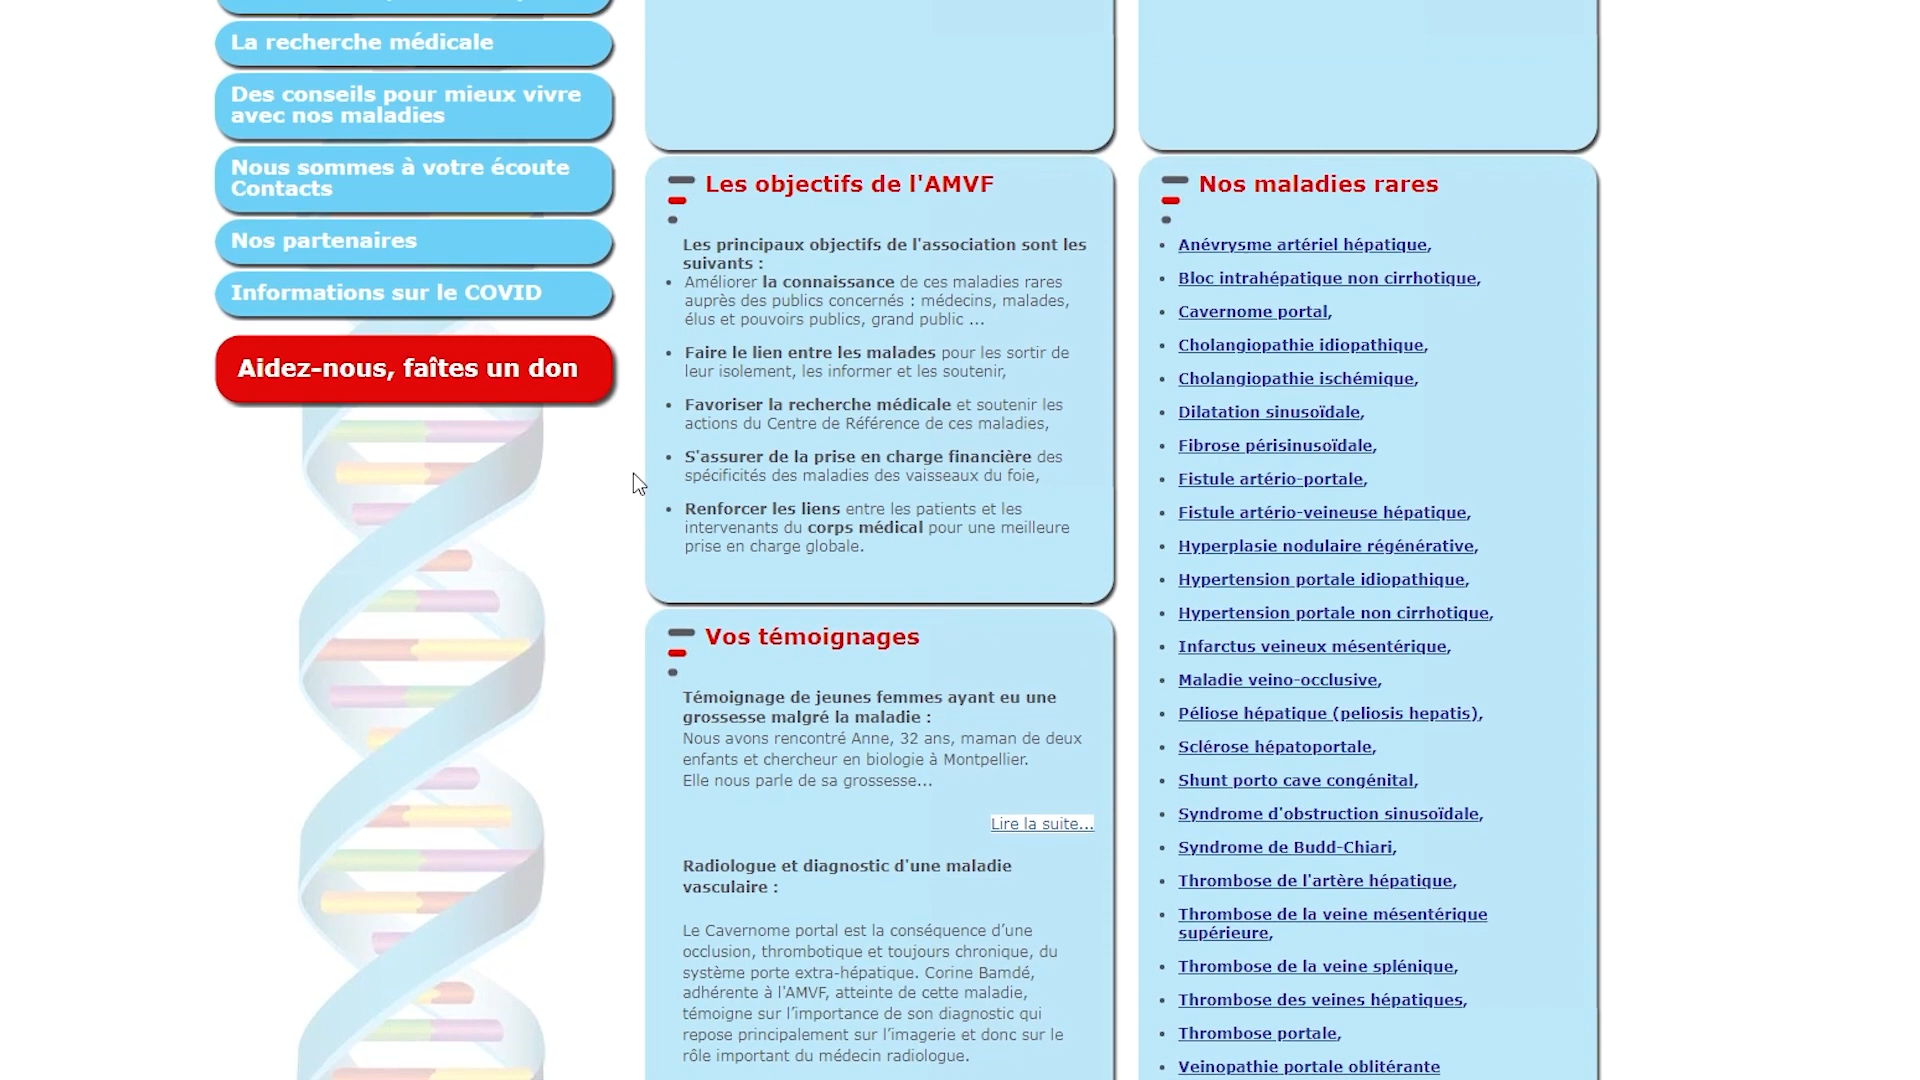 La recherche médicale
Des conseils pour mieux vivre
avec nos maladies
Nous sommes à votre écoute
Contacts
Nos partenaires
Informations sur le COVID
Aidez-nous, faîtes un don
Les objectifs de l'AMVF
Les principaux objectifs de l'association sont les
suivants :
Améliorer la connaissance de ces maladies rares
auprès des publics concernés : médecins, malades,
élus et pouvoirs publics, grand public ...
Faire le lien entre les malades pour les sortir de
leur isolement, les informer et les soutenir,
Favoriser la recherche médicale et soutenir les
actions du Centre de Référence de ces maladies,
S'assurer de la prise en charge financière des
spécificités des maladies des vaisseaux du foie,
Renforcer les liens entre les patients et les
intervenants du corps médical pour une meilleure
prise en charge globale.
Vos témoignages
Témoignage de jeunes femmes ayant eu une
grossesse malgré la maladie :
Nous avons rencontré Anne, 32 ans, maman de deux
enfants et chercheur en biologie à Montpellier.
Elle nous parle de sa grossesse...
Lire la suite...
Radiologue et diagnostic d'une maladie
vasculaire :
Le Cavernome portal est la conséquence d’une
occlusion, thrombotique et toujours chronique, du
système porte extra-hépatique. Corine Bamdé,
adhérente à l'AMVF, atteinte de cette maladie,
témoigne sur l’importance de son diagnostic qui
repose principalement sur l’imagerie et donc sur le
rôle important du médecin radiologue.
Nos maladies rares
Anévrysme artériel hépatique,
Bloc intrahépatique non cirrhotique,
Cavernome portal,
Cholangiopathie idiopathique,
Cholangiopathie ischémique,
Dilatation sinusoïdale,
Fibrose périsinusoïdale,
Fistule artério-portale,
Fistule artério-veineuse hépatique,
Hyperplasie nodulaire régénérative,
Hypertension portale idiopathique,
Hypertension portale non cirrhotique,
Infarctus veineux mésentérique,
Maladie veino-occlusive,
Péliose hépatique (peliosis hepatis),
Sclérose hépatoportale,
Shunt porto cave congénital,
Syndrome d'obstruction sinusoïdale,
Syndrome de Budd-Chiari,
Thrombose de l'artère hépatique,
Thrombose de la veine mésentérique
supérieure,
Thrombose de la veine splénique,
Thrombose des veines hépatiques,
Thrombose portale,
Veinopathie portale oblitérante